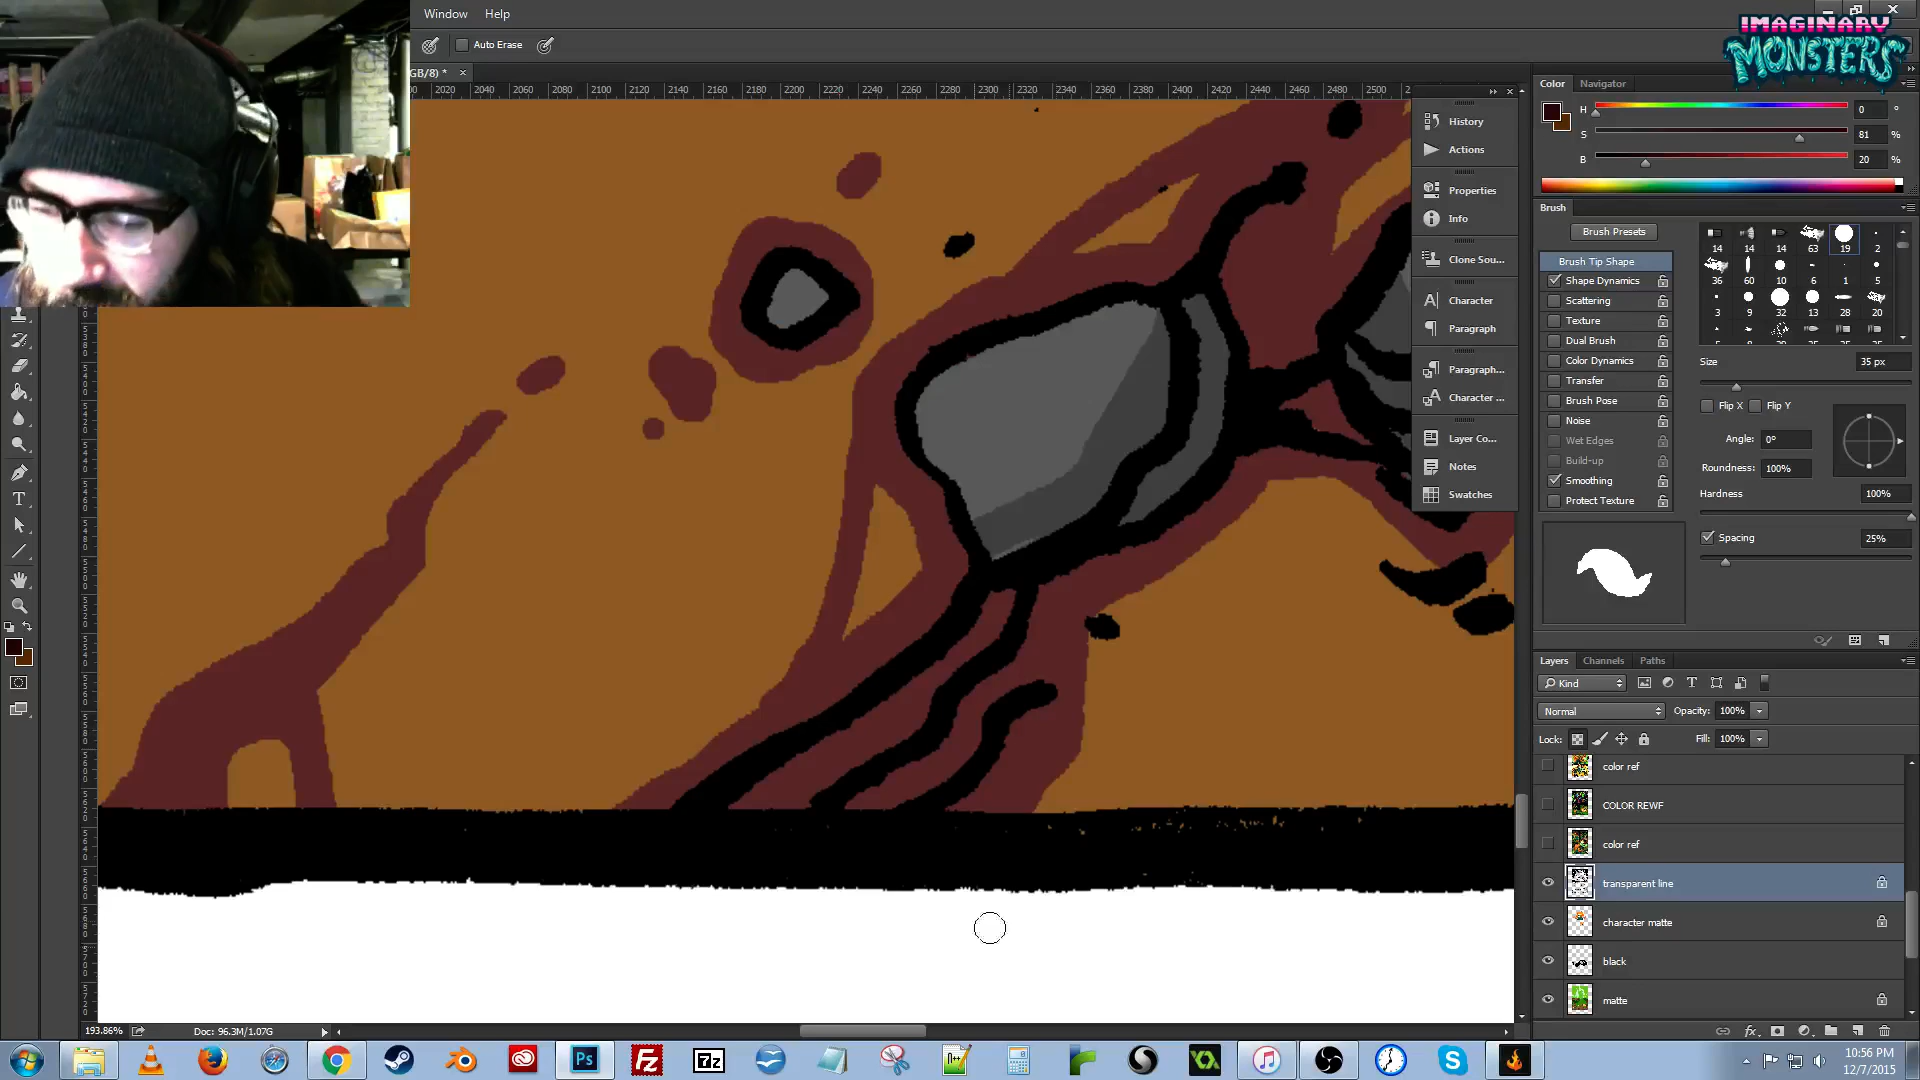 Window Help
IMAGINARY
MONSTERS
Auto Erase
GB/8) * ×
2020 2040 2060 2080 2100 2120 2140 2160 2180 2200 2220 2240 2260 2280 2300 2320 2340 2360 2380 2400 2420 2440 2460 2480 2500
History
Actions
Properties
Info
Clone Sou...
Character
Paragraph
Paragraph...
Character ...
Layer Co...
Notes
Swatches
Color Navigator
H 0 °
S 81 %
B 20 %
Brush
Brush Presets
Brush Tip Shape
Shape Dynamics
Scattering
Texture
Dual Brush
Color Dynamics
Transfer
Brush Pose
Noise
Wet Edges
Build-up
Smoothing
Protect Texture
14 14 14 63 19 2
36 60 10 6 1 5
3 9 32 13 28 20
Size 35 px
Flip X Flip Y
Angle: 0°
Roundness: 100%
Hardness 100%
Spacing 25%
Layers Channels Paths
Kind
Normal Opacity: 100%
Lock: Fill: 100%
color ref
COLOR REWF
color ref
transparent line
character matte
black
matte
193.86% Doc: 96.3M/1.07G
Ps
Fz
7z
10:56 PM
12/7/2015